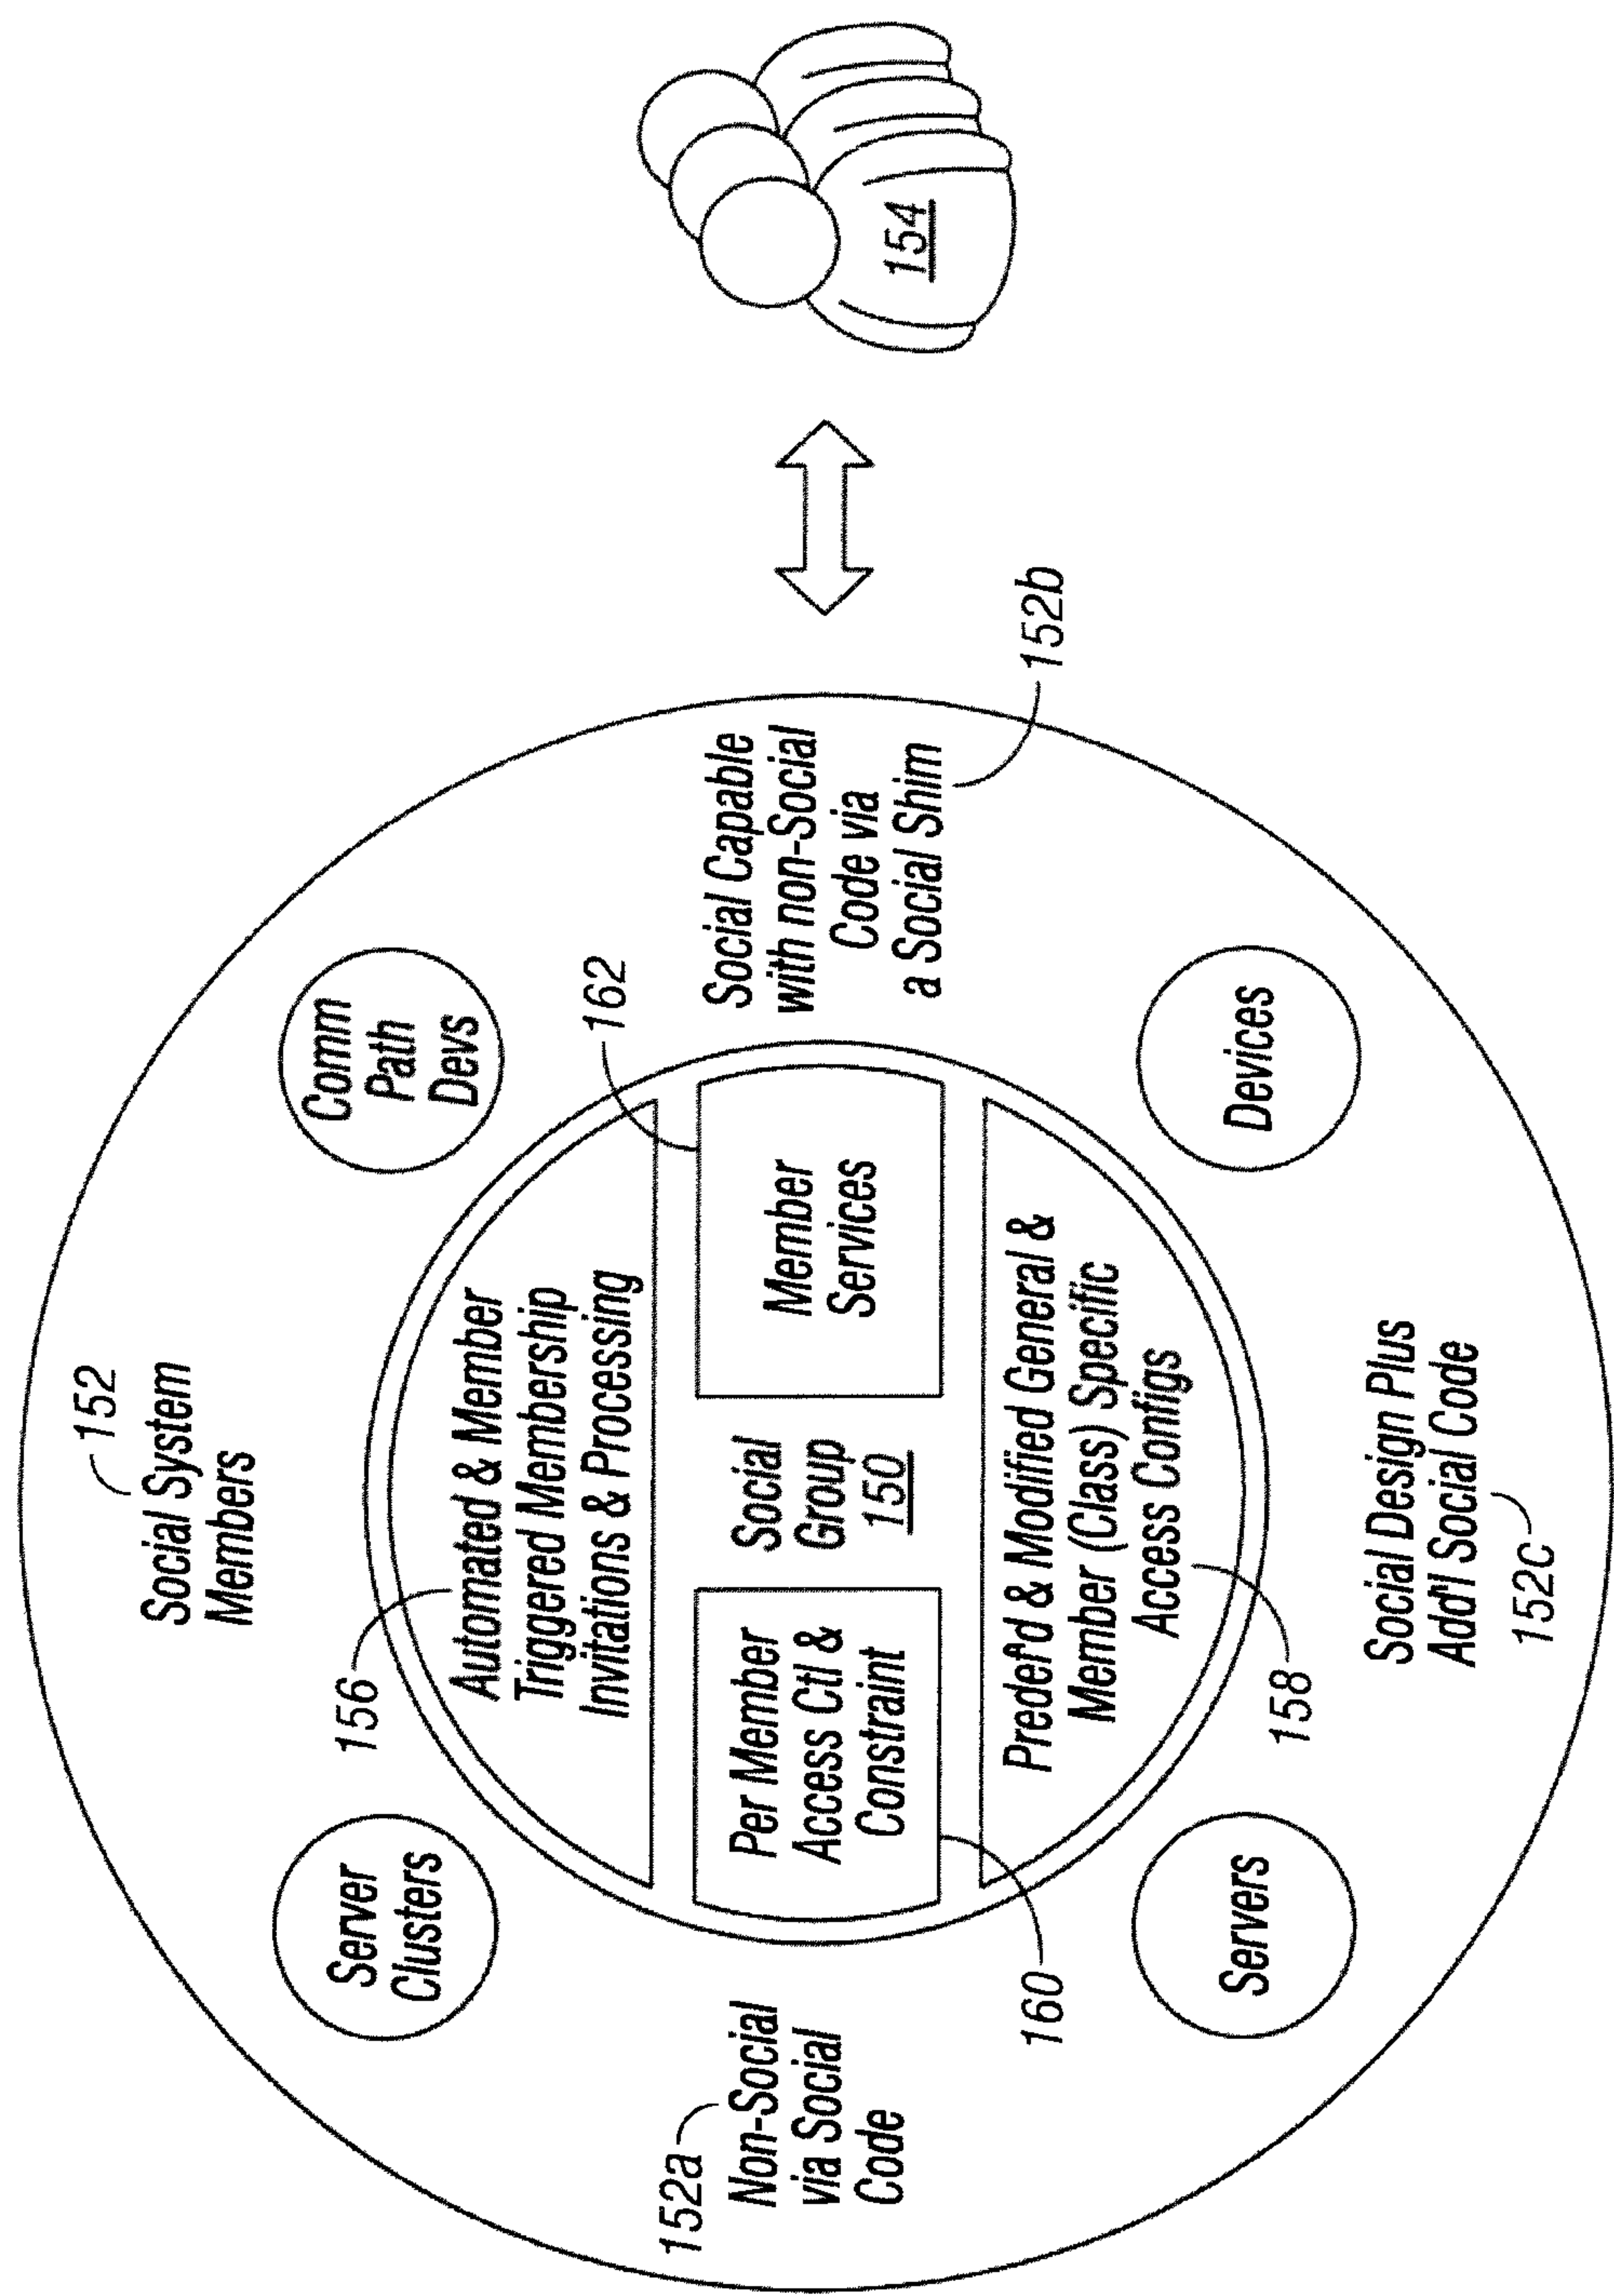 152
Social System
Members
Server
Clusters
Comm
Path
Devs
156
Automated & Member
Triggered Membership
Invitations & Processing
162
152a
Non-Social
via Social
Code
Per Member
Access Ctl &
Constraint
Social
Group
150
Member
Services
Social Capable
with non-Social
Code via
a Social Shim
152b
154
160
Predef'd & Modified General &
Member (Class) Specific
Access Configs
158
Servers
Devices
Social Design Plus
Add'l Social Code
152c